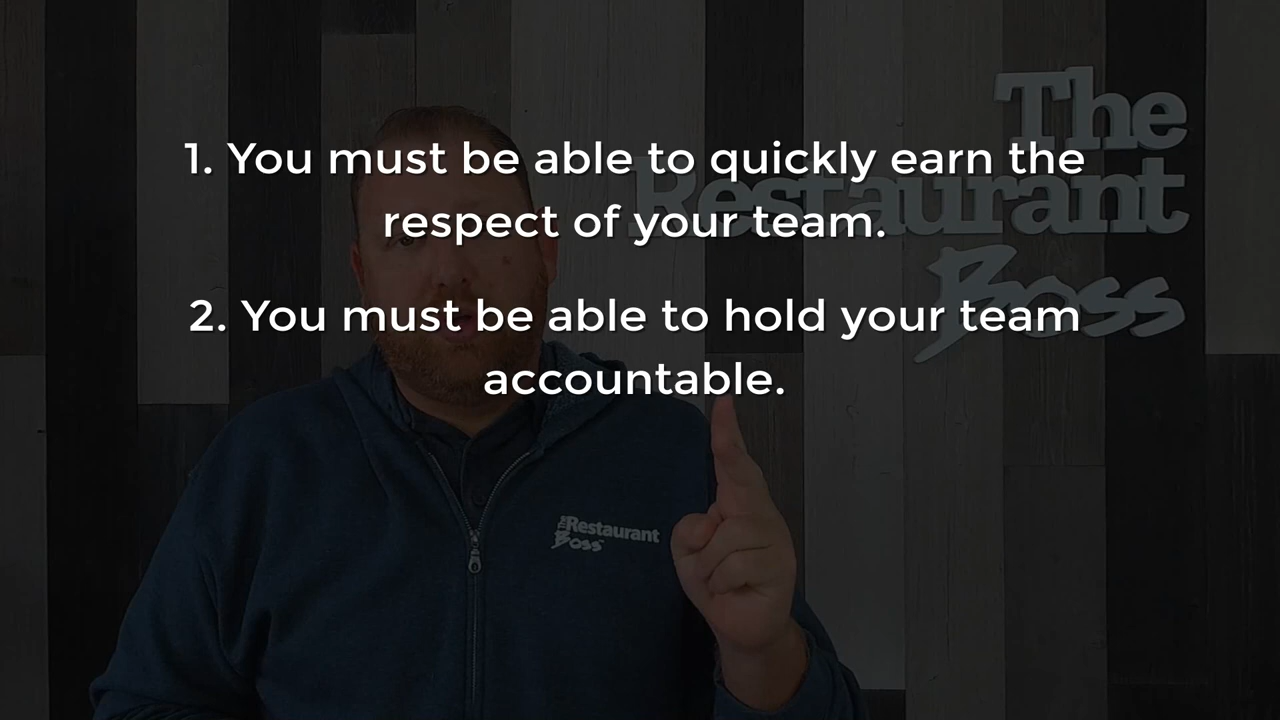 1. You must be able to quickly earn the
respect of your team.
2. You must be able to hold your team
accountable.
The
Restaurant
Boss
The Restaurant
Boss